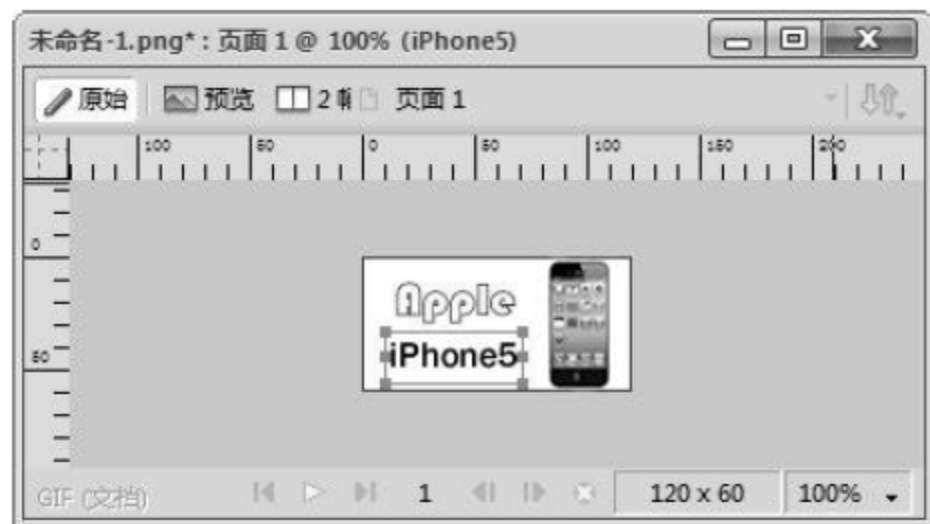 未命名-1.png* : 页面 1 @ 100% (iPhone5)
原始 预览 2 幅 页面 1
100 50 0 50 100 150 200
0
50
Apple
iPhone5
GIF (文档) 1 120 x 60 100%